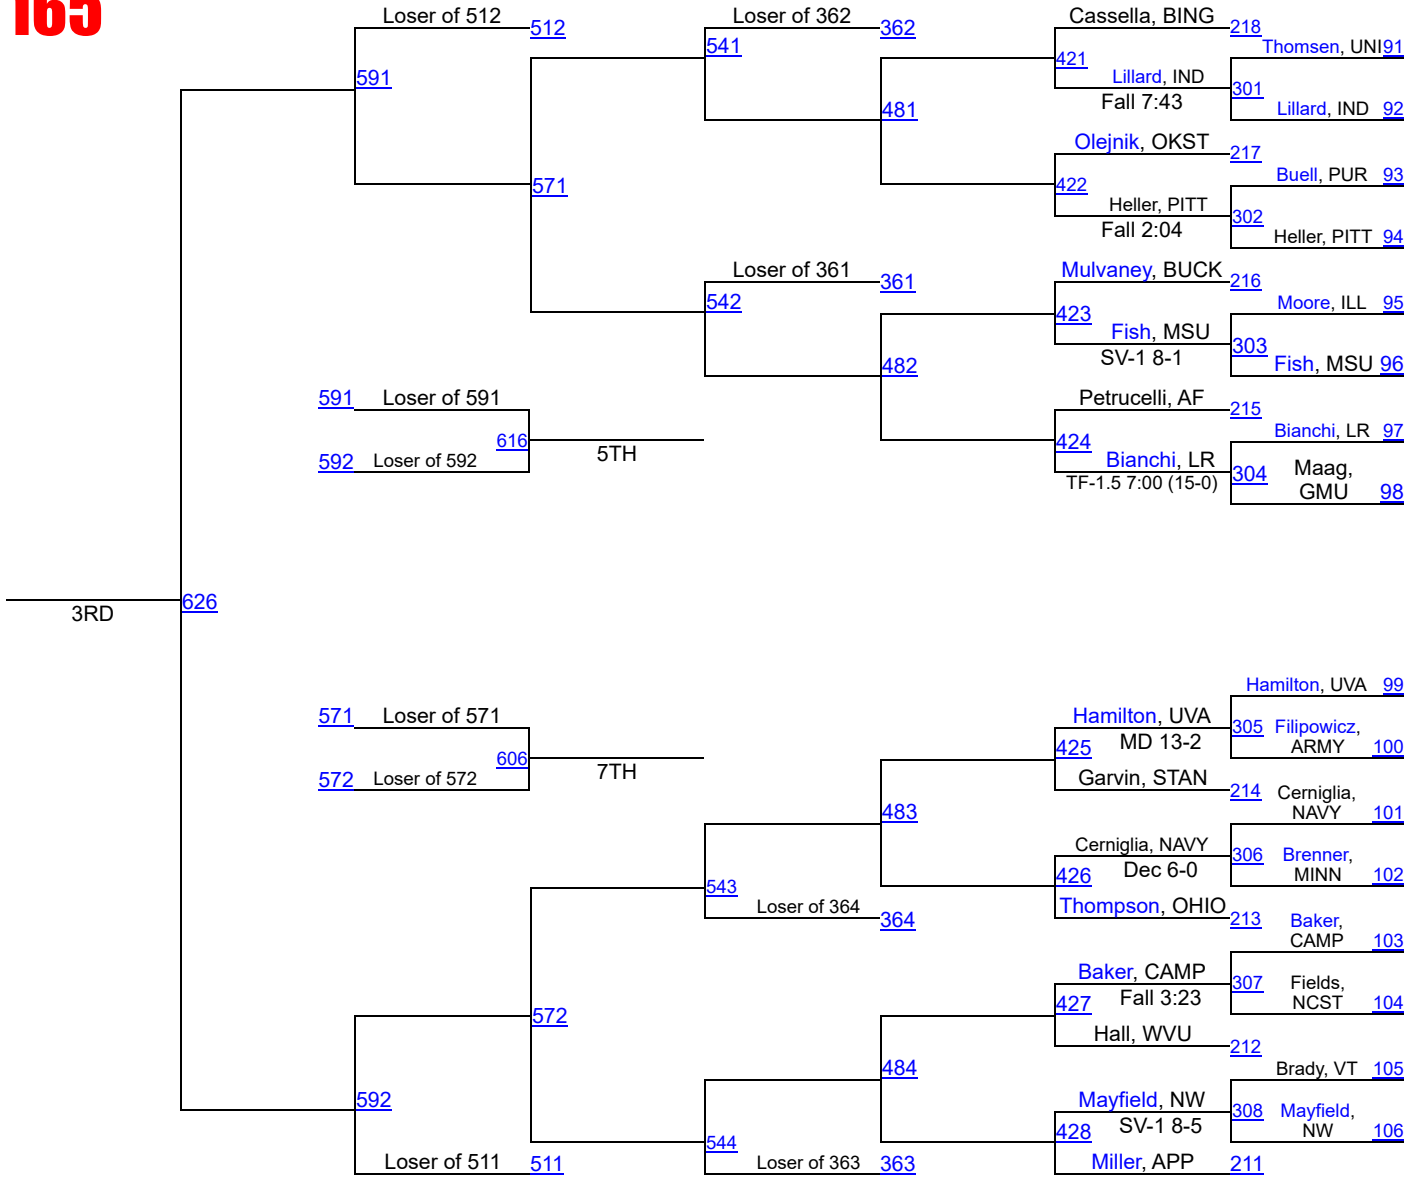 165
Loser of 512
512
Loser of 362
362
Cassella, BING
218
541
Thomsen, UNI
91
421
591
Lillard, IND
301
Fall 7:43
481
Lillard, IND
92
Olejnik, OKST
217
Buell, PUR
93
571
422
Heller, PITT
302
Fall 2:04
Heller, PITT
94
Loser of 361
361
Mulvaney, BUCK
216
542
Moore, ILL
95
423
Fish, MSU
303
SV-1 8-1
482
Fish, MSU
96
591
Loser of 591
Petrucelli, AF
215
616
5TH
424
Bianchi, LR
97
592
Loser of 592
Bianchi, LR
304
TF-1.5 7:00 (15-0)
Maag,
GMU
98
626
3RD
Hamilton, UVA
99
571
Loser of 571
Hamilton, UVA
305
Filipowicz,
ARMY
100
MD 13-2
425
606
7TH
572
Loser of 572
Garvin, STAN
214
Cerniglia,
NAVY
101
483
Cerniglia, NAVY
306
Brenner,
MINN
102
Dec 6-0
426
543
Loser of 364
364
Thompson, OHIO
213
Baker,
CAMP
103
Baker, CAMP
307
Fields,
NCST
104
Fall 3:23
427
572
Hall, WVU
212
484
Brady, VT
105
592
Mayfield, NW
308
Mayfield,
NW
106
SV-1 8-5
428
544
Loser of 511
511
Loser of 363
363
Miller, APP
211